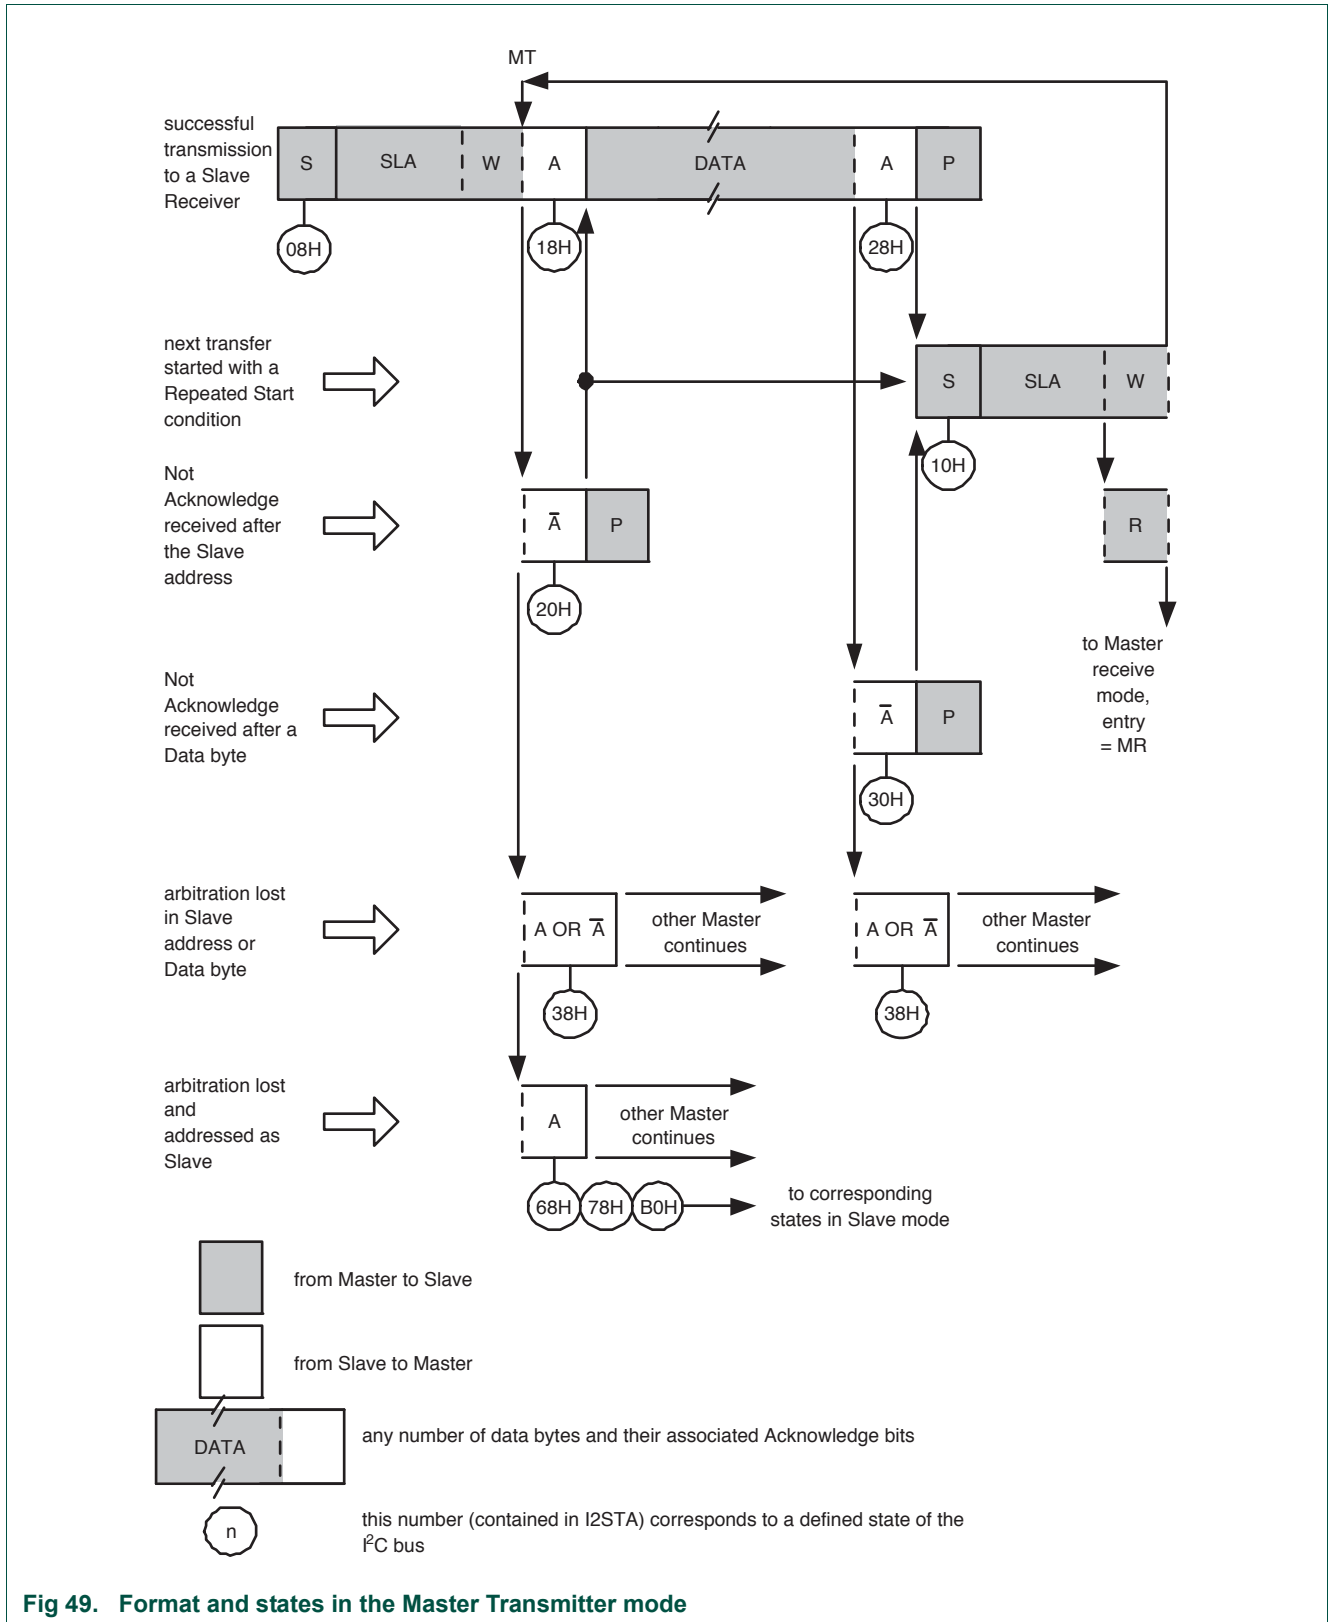 MT
successful
transmission
to a Slave
Receiver
S SLA W A DATA A P
08H 18H 28H
next transfer
started with a
Repeated Start
condition
S SLA W
10H
Not
Acknowledge
received after
the Slave
address
A̅ P
R
20H
to Master
receive
mode,
entry
= MR
Not
Acknowledge
received after a
Data byte
A̅ P
30H
arbitration lost
in Slave
address or
Data byte
A OR A̅
other Master
continues
A OR A̅
other Master
continues
38H 38H
arbitration lost
and
addressed as
Slave
A
other Master
continues
68H 78H B0H
to corresponding
states in Slave mode
from Master to Slave
from Slave to Master
DATA
any number of data bytes and their associated Acknowledge bits
n
this number (contained in I2STA) corresponds to a defined state of the
I²C bus
Fig 49. Format and states in the Master Transmitter mode